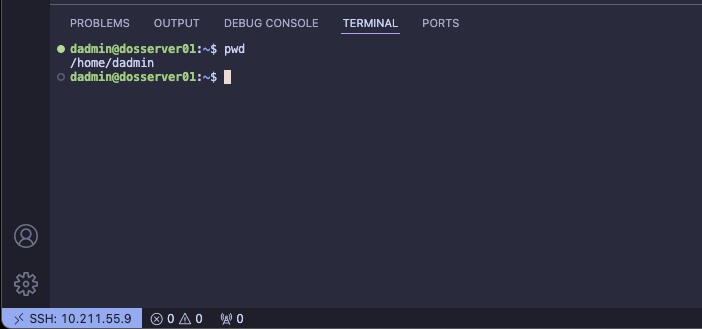 PROBLEMS OUTPUT DEBUG CONSOLE TERMINAL PORTS
dadmin@dosserver01:~$ pwd
/home/dadmin
dadmin@dosserver01:~$
SSH: 10.211.55.9 0 0 0